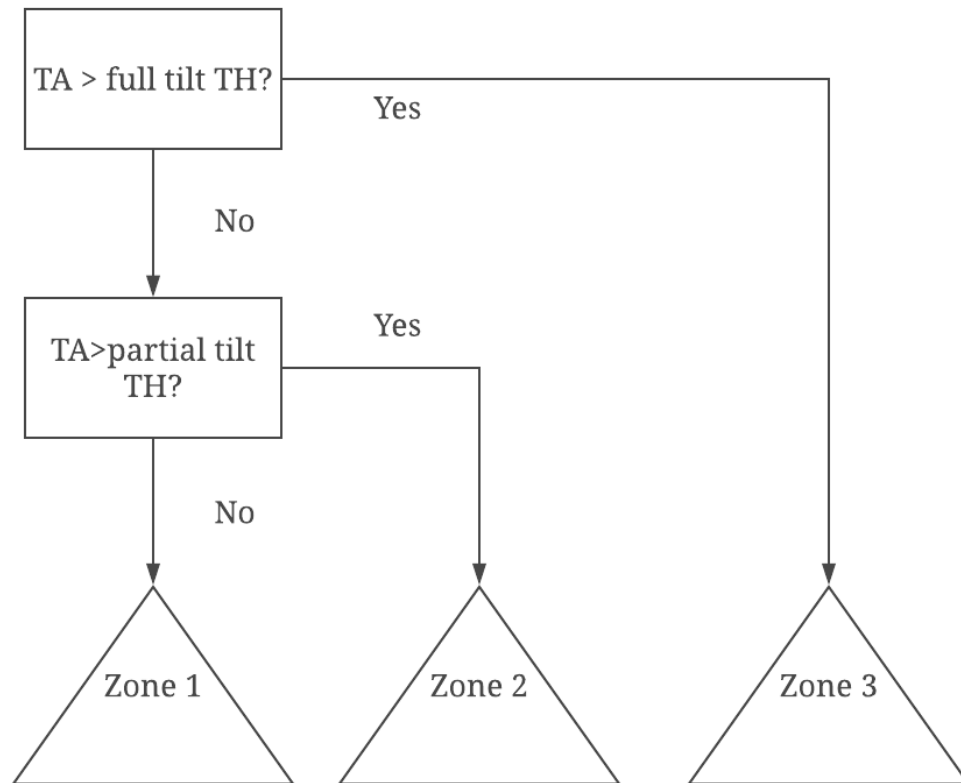 TA > full tilt TH?
Yes
No
TA>partial tilt
TH?
Yes
No
Zone 1
Zone 2
Zone 3